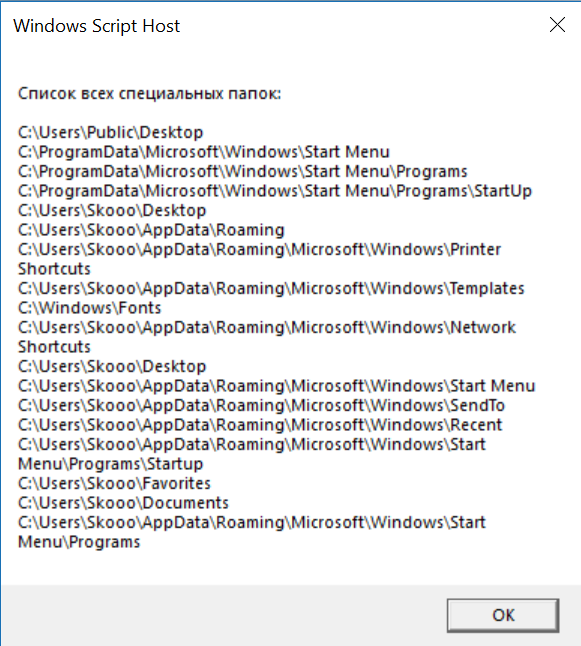 Windows Script Host
Список всех специальных папок:
C:\Users\Public\Desktop
C:\ProgramData\Microsoft\Windows\Start Menu
C:\ProgramData\Microsoft\Windows\Start Menu\Programs
C:\ProgramData\Microsoft\Windows\Start Menu\Programs\StartUp
C:\Users\Skooo\Desktop
C:\Users\Skooo\AppData\Roaming
C:\Users\Skooo\AppData\Roaming\Microsoft\Windows\Printer
Shortcuts
C:\Users\Skooo\AppData\Roaming\Microsoft\Windows\Templates
C:\Windows\Fonts
C:\Users\Skooo\AppData\Roaming\Microsoft\Windows\Network
Shortcuts
C:\Users\Skooo\Desktop
C:\Users\Skooo\AppData\Roaming\Microsoft\Windows\Start Menu
C:\Users\Skooo\AppData\Roaming\Microsoft\Windows\SendTo
C:\Users\Skooo\AppData\Roaming\Microsoft\Windows\Recent
C:\Users\Skooo\AppData\Roaming\Microsoft\Windows\Start
Menu\Programs\Startup
C:\Users\Skooo\Favorites
C:\Users\Skooo\Documents
C:\Users\Skooo\AppData\Roaming\Microsoft\Windows\Start
Menu\Programs
OK